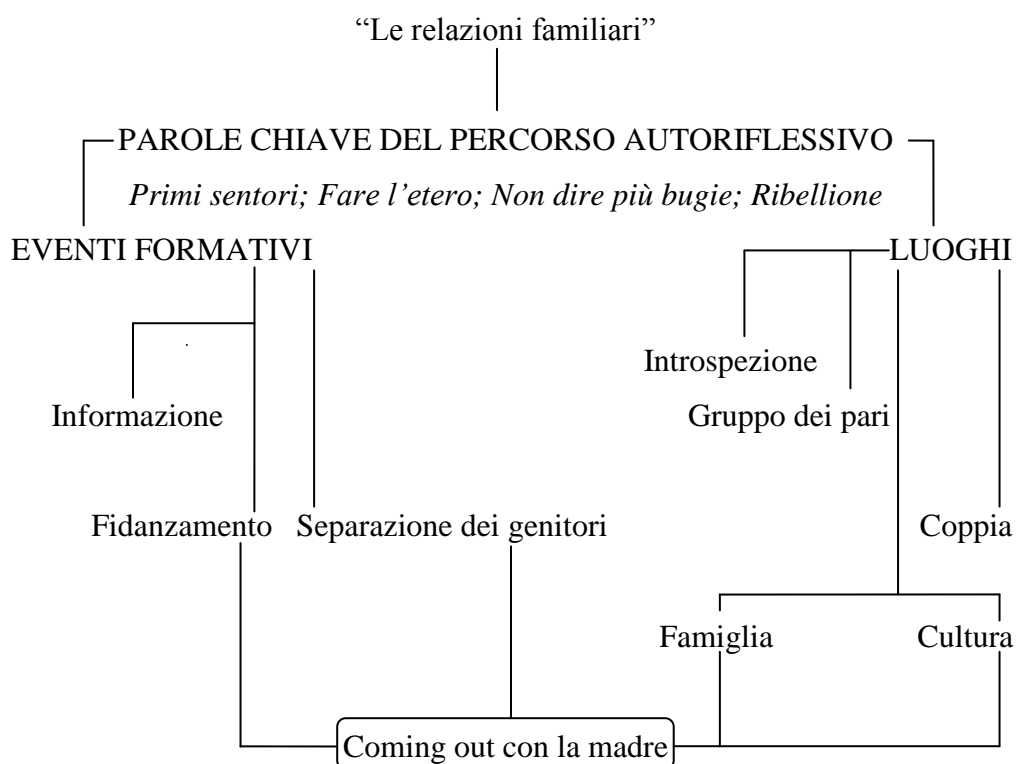 “Le relazioni familiari”
PAROLE CHIAVE DEL PERCORSO AUTORIFLESSIVO
Primi sentori; Fare l’etero; Non dire più bugie; Ribellione
EVENTI FORMATIVI
LUOGHI
Introspezione
Informazione
Gruppo dei pari
Fidanzamento
Separazione dei genitori
Coppia
Famiglia
Cultura
Coming out con la madre